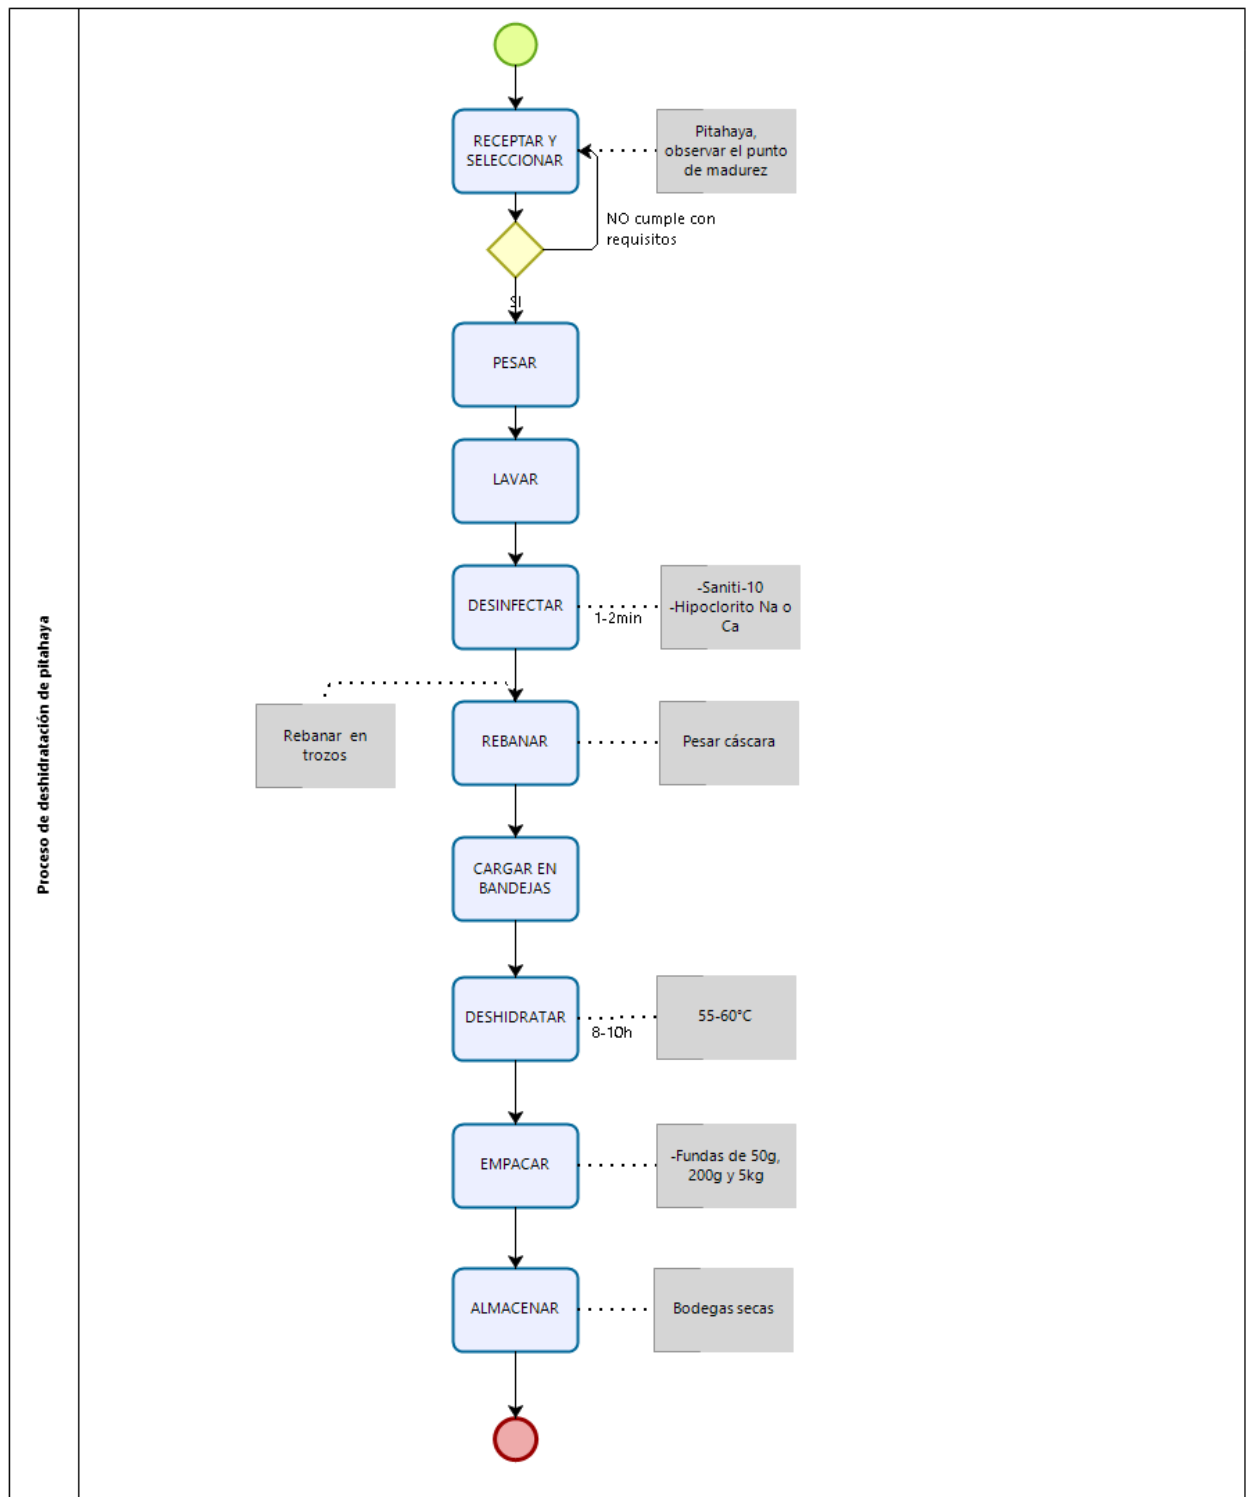 Proceso de deshidratación de pitahaya
RECEPTAR Y
SELECCIONAR
Pitahaya,
observar el punto
de madurez
NO cumple con
requisitos
SI
PESAR
LAVAR
DESINFECTAR
1-2min
-Saniti-10
-Hipoclorito Na o
Ca
Rebanar en
trozos
REBANAR
Pesar cáscara
CARGAR EN
BANDEJAS
DESHIDRATAR
8-10h
55-60°C
EMPACAR
-Fundas de 50g,
200g y 5kg
ALMACENAR
Bodegas secas